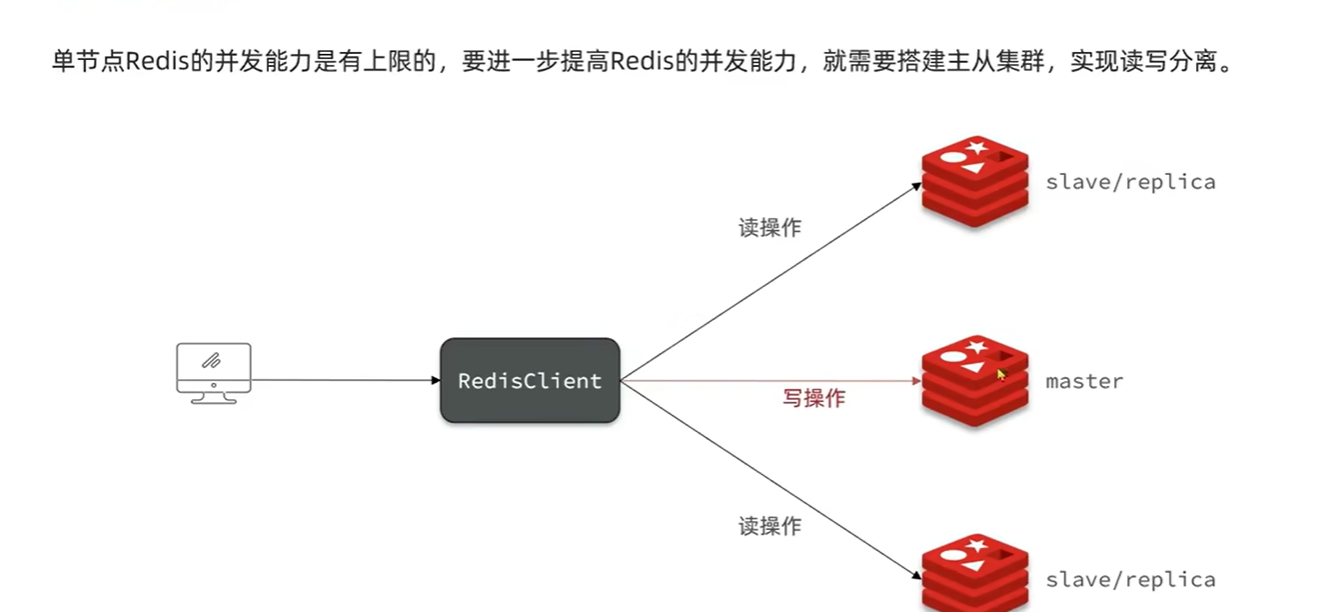 单节点Redis的并发能力是有上限的，要进一步提高Redis的并发能力，就需要搭建主从集群，实现读写分离。
slave/replica
读操作
RedisClient
写操作
master
读操作
slave/replica